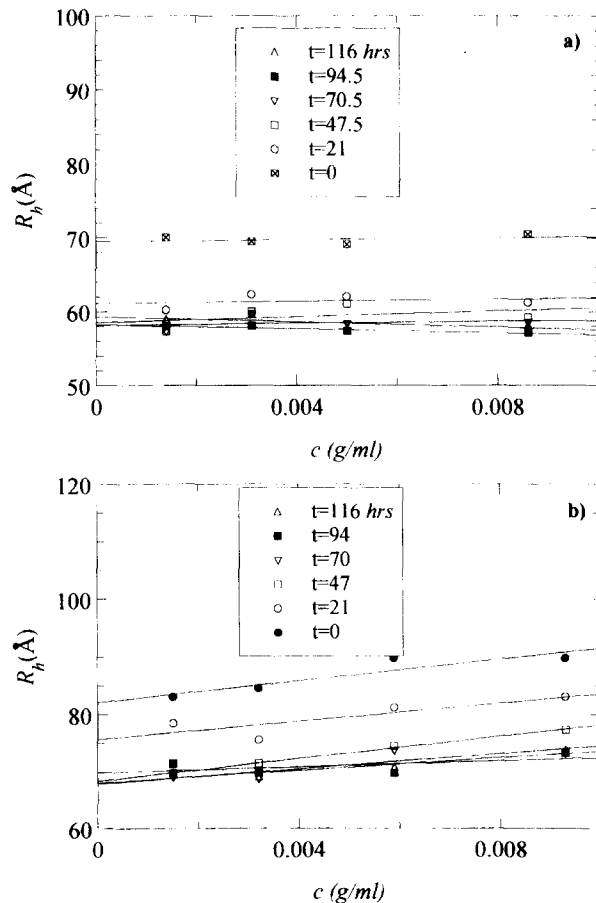 100
a)
t=116 hrs
t=94.5
t=70.5
t=47.5
t=21
t=0
90
80
R_h(Å)
70
60
50
0
0.004
0.008
c (g/ml)
120
b)
t=116 hrs
t=94
t=70
t=47
t=21
t=0
100
R_h(Å)
80
60
0
0.004
0.008
c (g/ml)